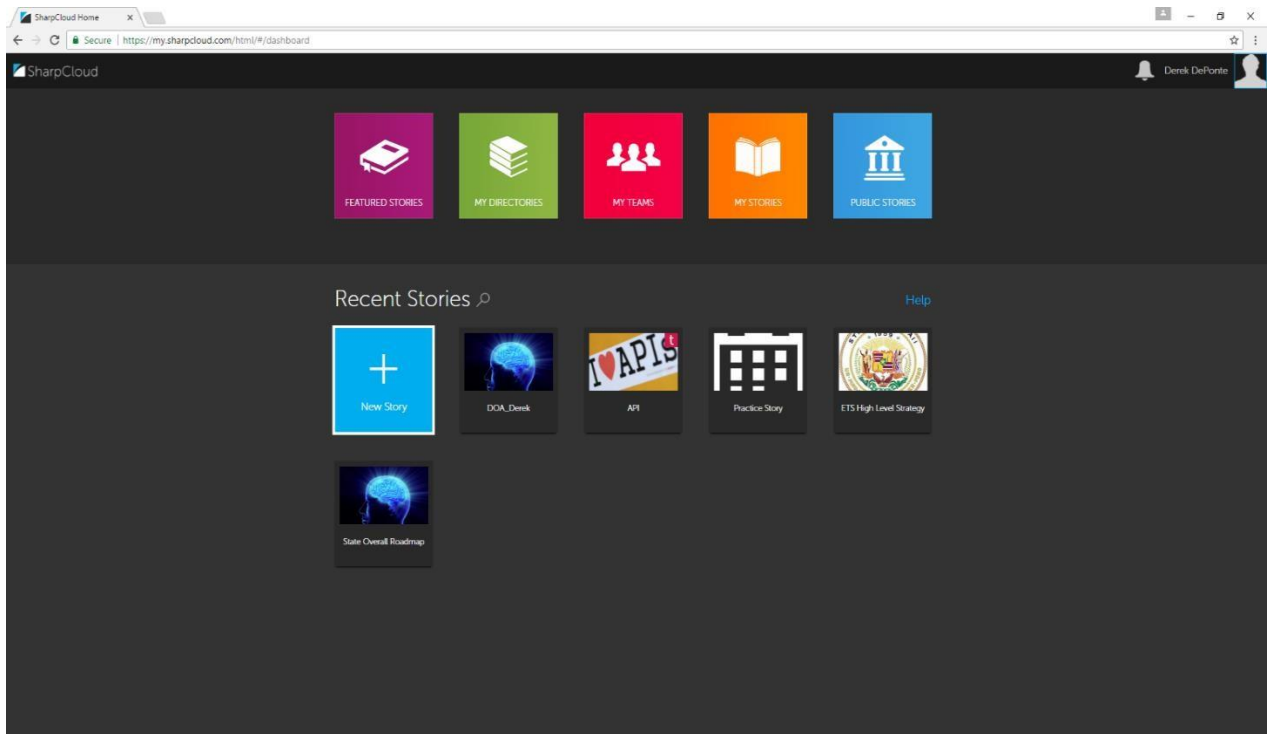 SharpCloud Home
Secure | https://my.sharpcloud.com/html/#/dashboard
SharpCloud
Derek DePonte
FEATURED STORIES
MY DIRECTORIES
MY TEAMS
MY STORIES
PUBLIC STORIES
Recent Stories
Help
New Story
I ♥ APIs
t
DOA_Derek
API
Practice Story
ETS High Level Strategy
State Overall Roadmap